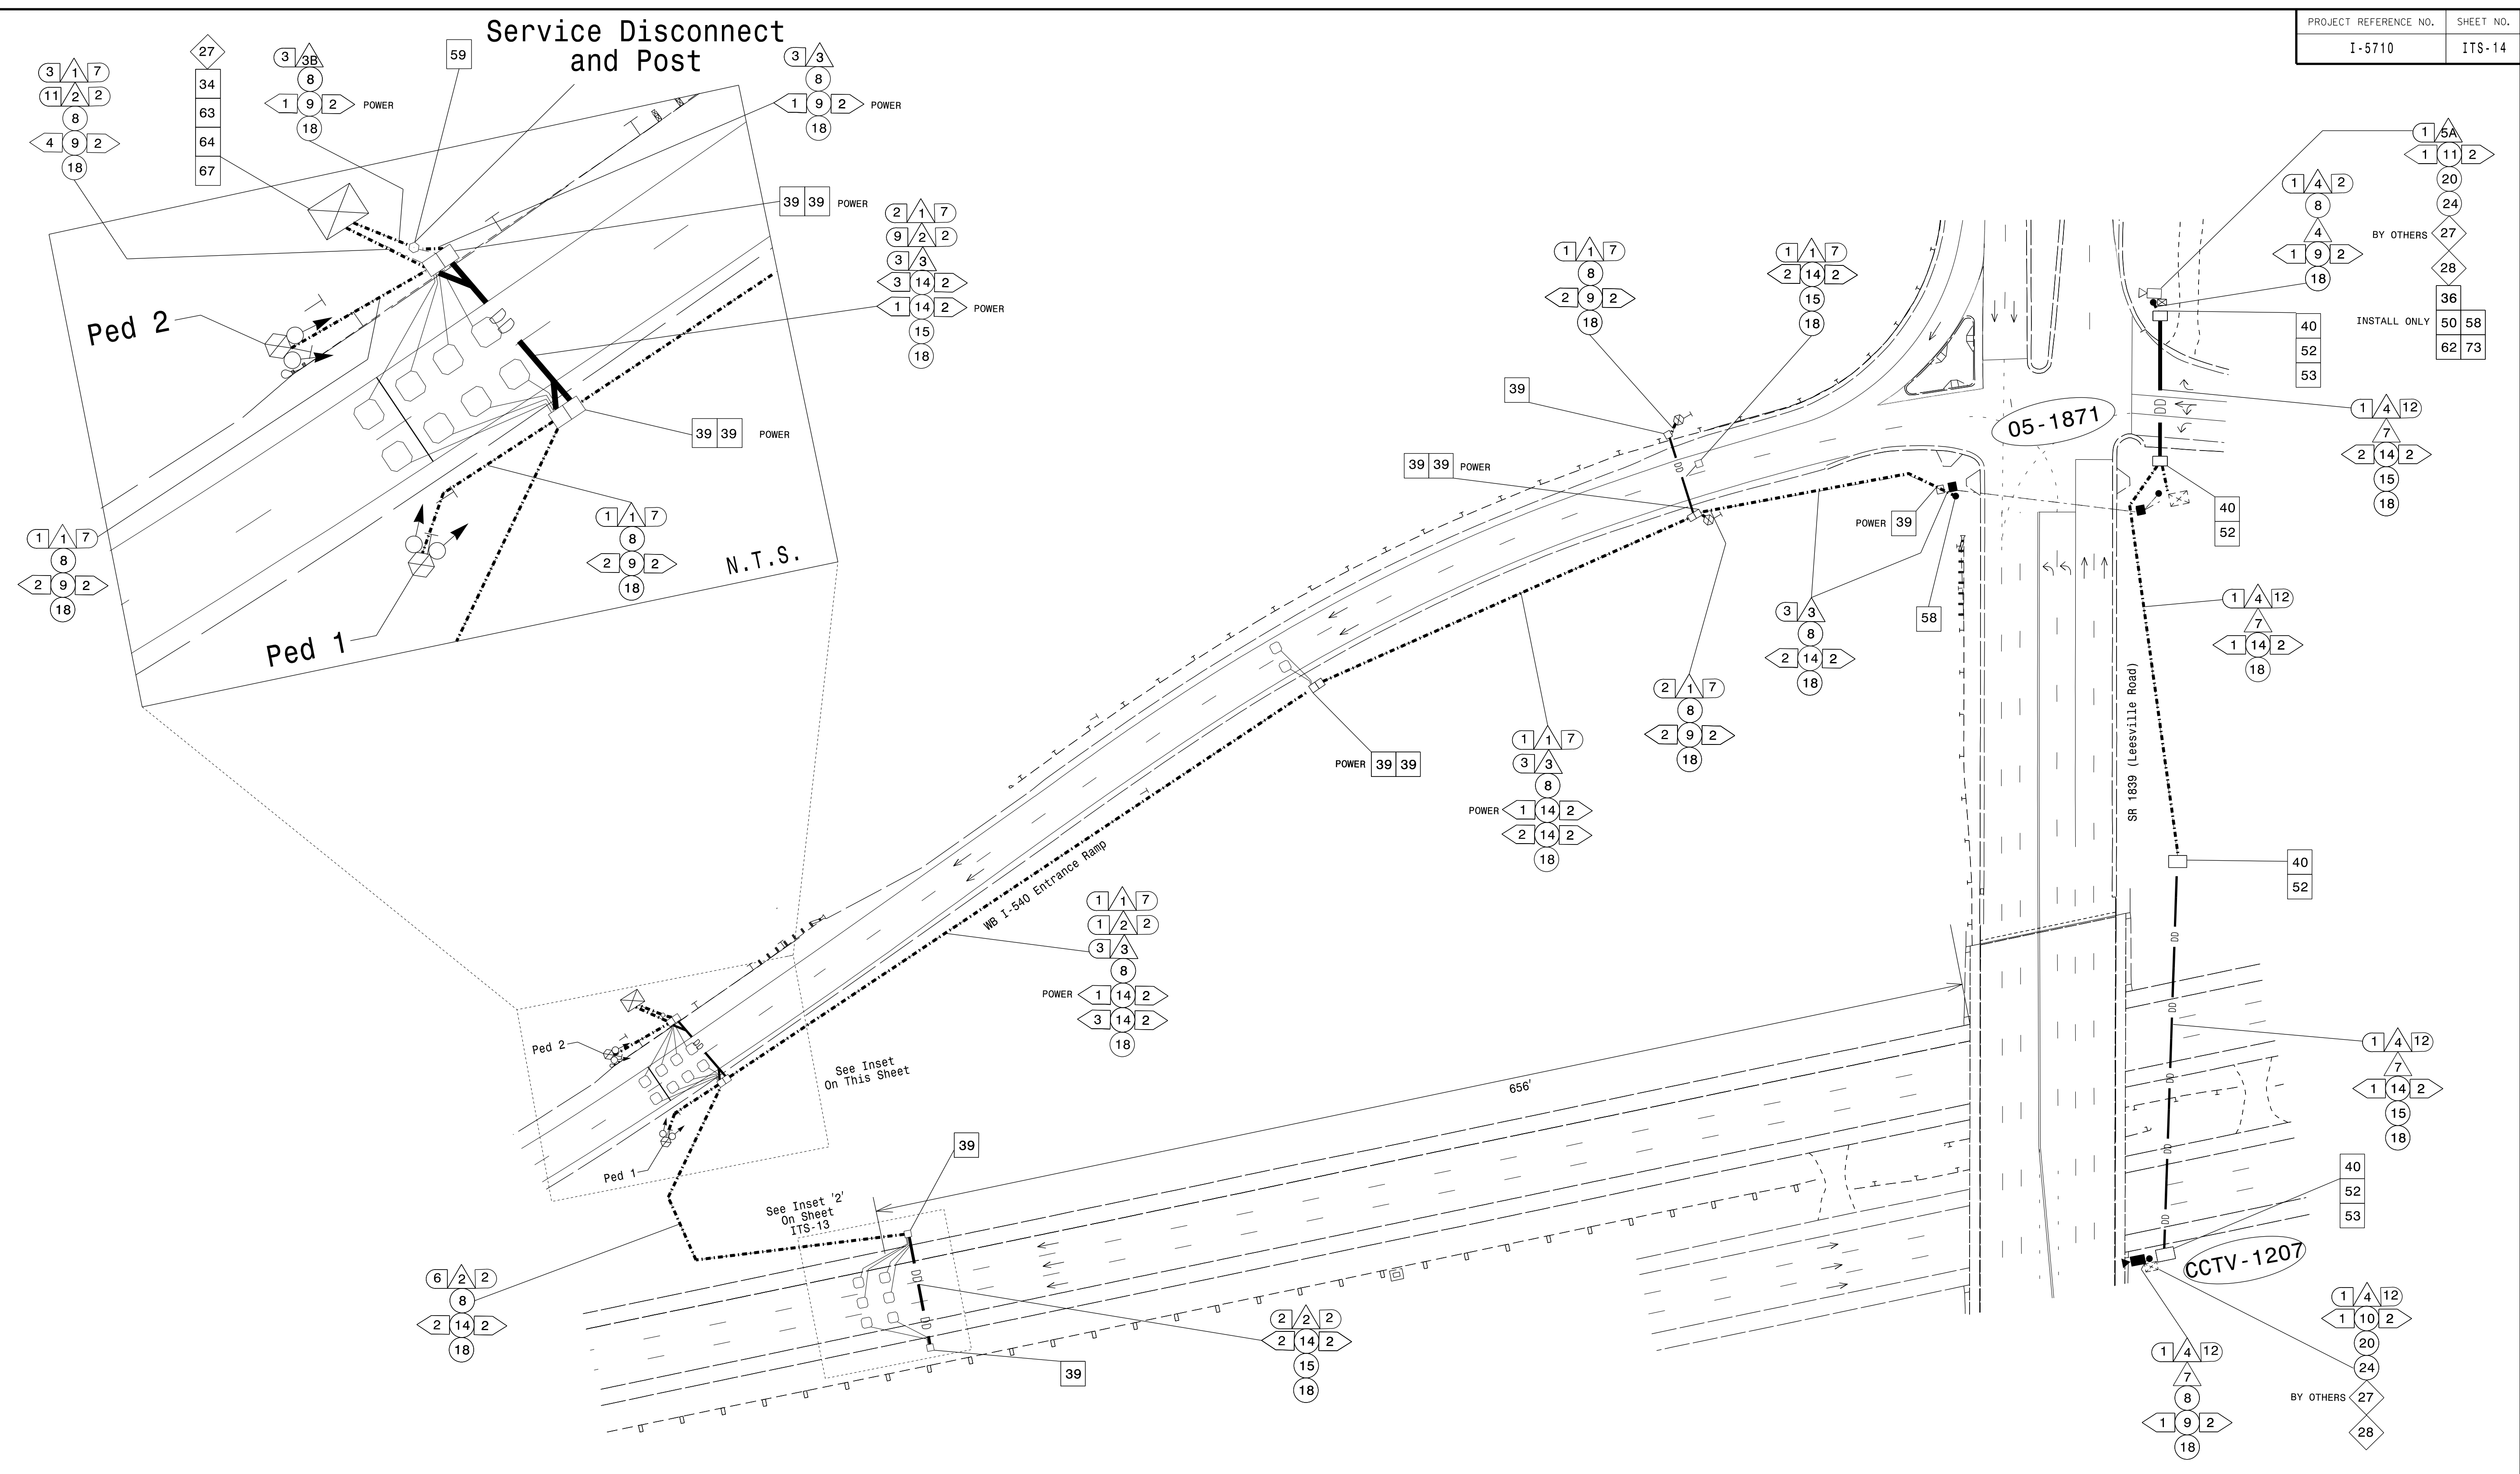 PROJECT REFERENCE NO. SHEET NO.
I-5710 ITS-14
Service Disconnect
and Post
3 1 7
11 2 2
8
4 9 2
18
27
34
63
64
67
3 3B
8
1 9 2 POWER
18
59
3 3
8
1 9 2 POWER
18
39 39 POWER
2 1 7
9 2 2
3 3
3 14 2
1 14 2 POWER
15
18
39 39 POWER
Ped 2
1 1 7
8
2 9 2
18
1 1 7
8
2 9 2
18
N.T.S.
Ped 1
1 1 7
8
2 9 2
18
1 1 7
2 14 2
15
18
39
39 39 POWER
05-1871
1 4 2
8
4
1 9 2
18
1 5A
1 11 2
20
24
BY OTHERS 27
28
36
INSTALL ONLY 50 58
62 73
40
52
53
1 4 12
7
2 14 2
15
18
40
52
POWER 39
58
3 3
8
2 14 2
18
2 1 7
8
2 9 2
18
1 4 12
7
1 14 2
18
SR 1839 (Leesville Road)
POWER 39 39
1 1 7
3 3
8
POWER 1 14 2
2 14 2
18
40
52
WB I-540 Entrance Ramp
1 1 7
1 2 2
3 3
8
POWER 1 14 2
3 14 2
18
Ped 2
See Inset
On This Sheet
Ped 1
656'
1 4 12
7
1 14 2
15
18
39
See Inset '2'
On Sheet
ITS-13
40
52
53
CCTV-1207
6 2 2
8
2 14 2
18
2 2 2
2 14 2
15
18
39
1 4 12
7
8
1 9 2
18
1 4 12
1 10 2
20
24
BY OTHERS 27
28